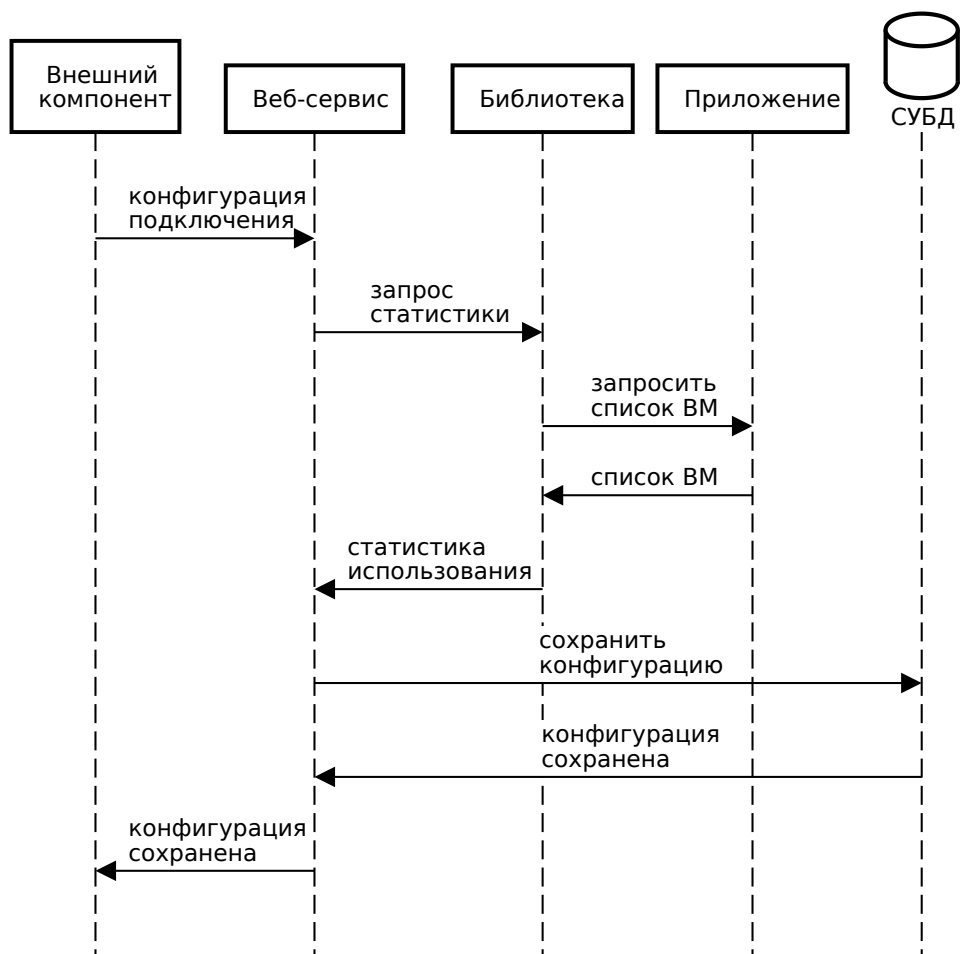 Внешний
компонент
Веб-сервис
Библиотека
Приложение
СУБД
конфигурация
подключения
запрос
статистики
запросить
список ВМ
список ВМ
статистика
использования
сохранить
конфигурацию
конфигурация
сохранена
конфигурация
сохранена